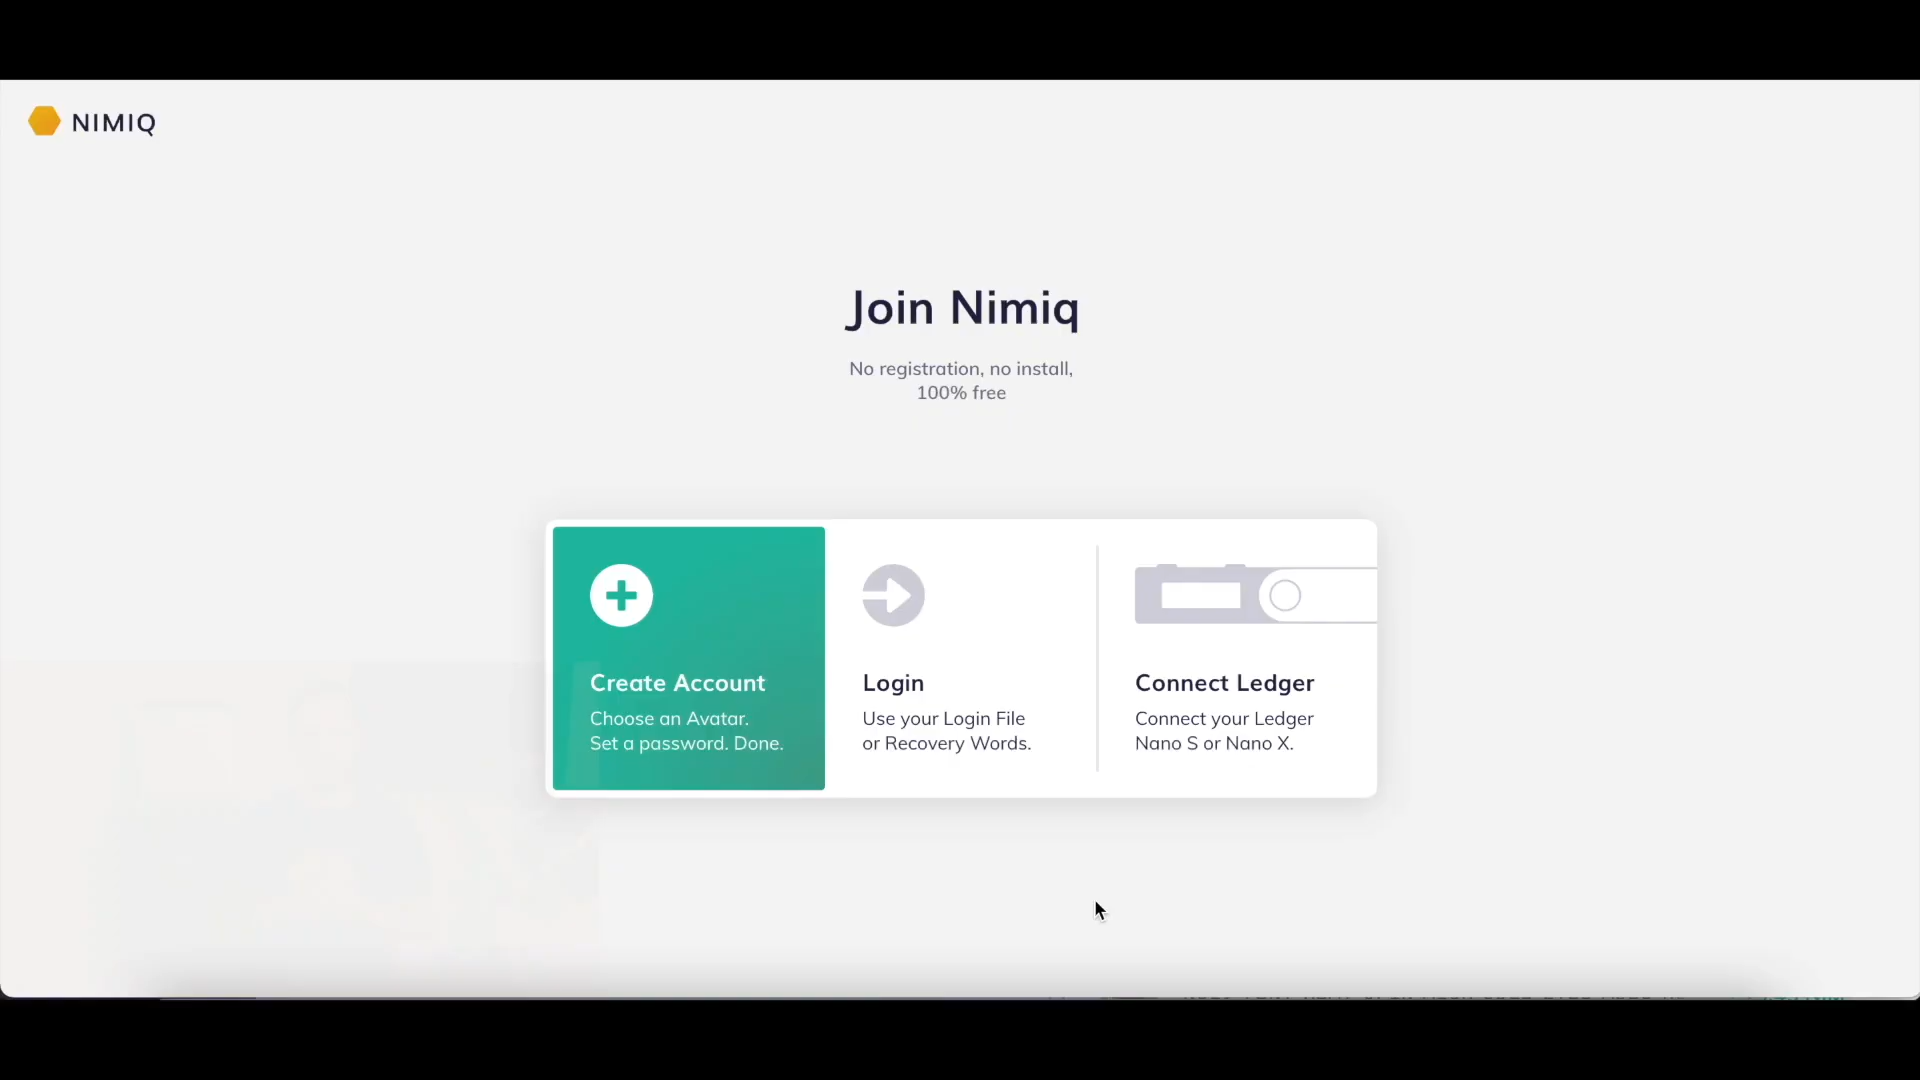 NIMIQ
Join Nimiq
No registration, no install,
100% free
Create Account
Choose an Avatar.
Set a password. Done.
Login
Use your Login File
or Recovery Words.
Connect Ledger
Connect your Ledger
Nano S or Nano X.